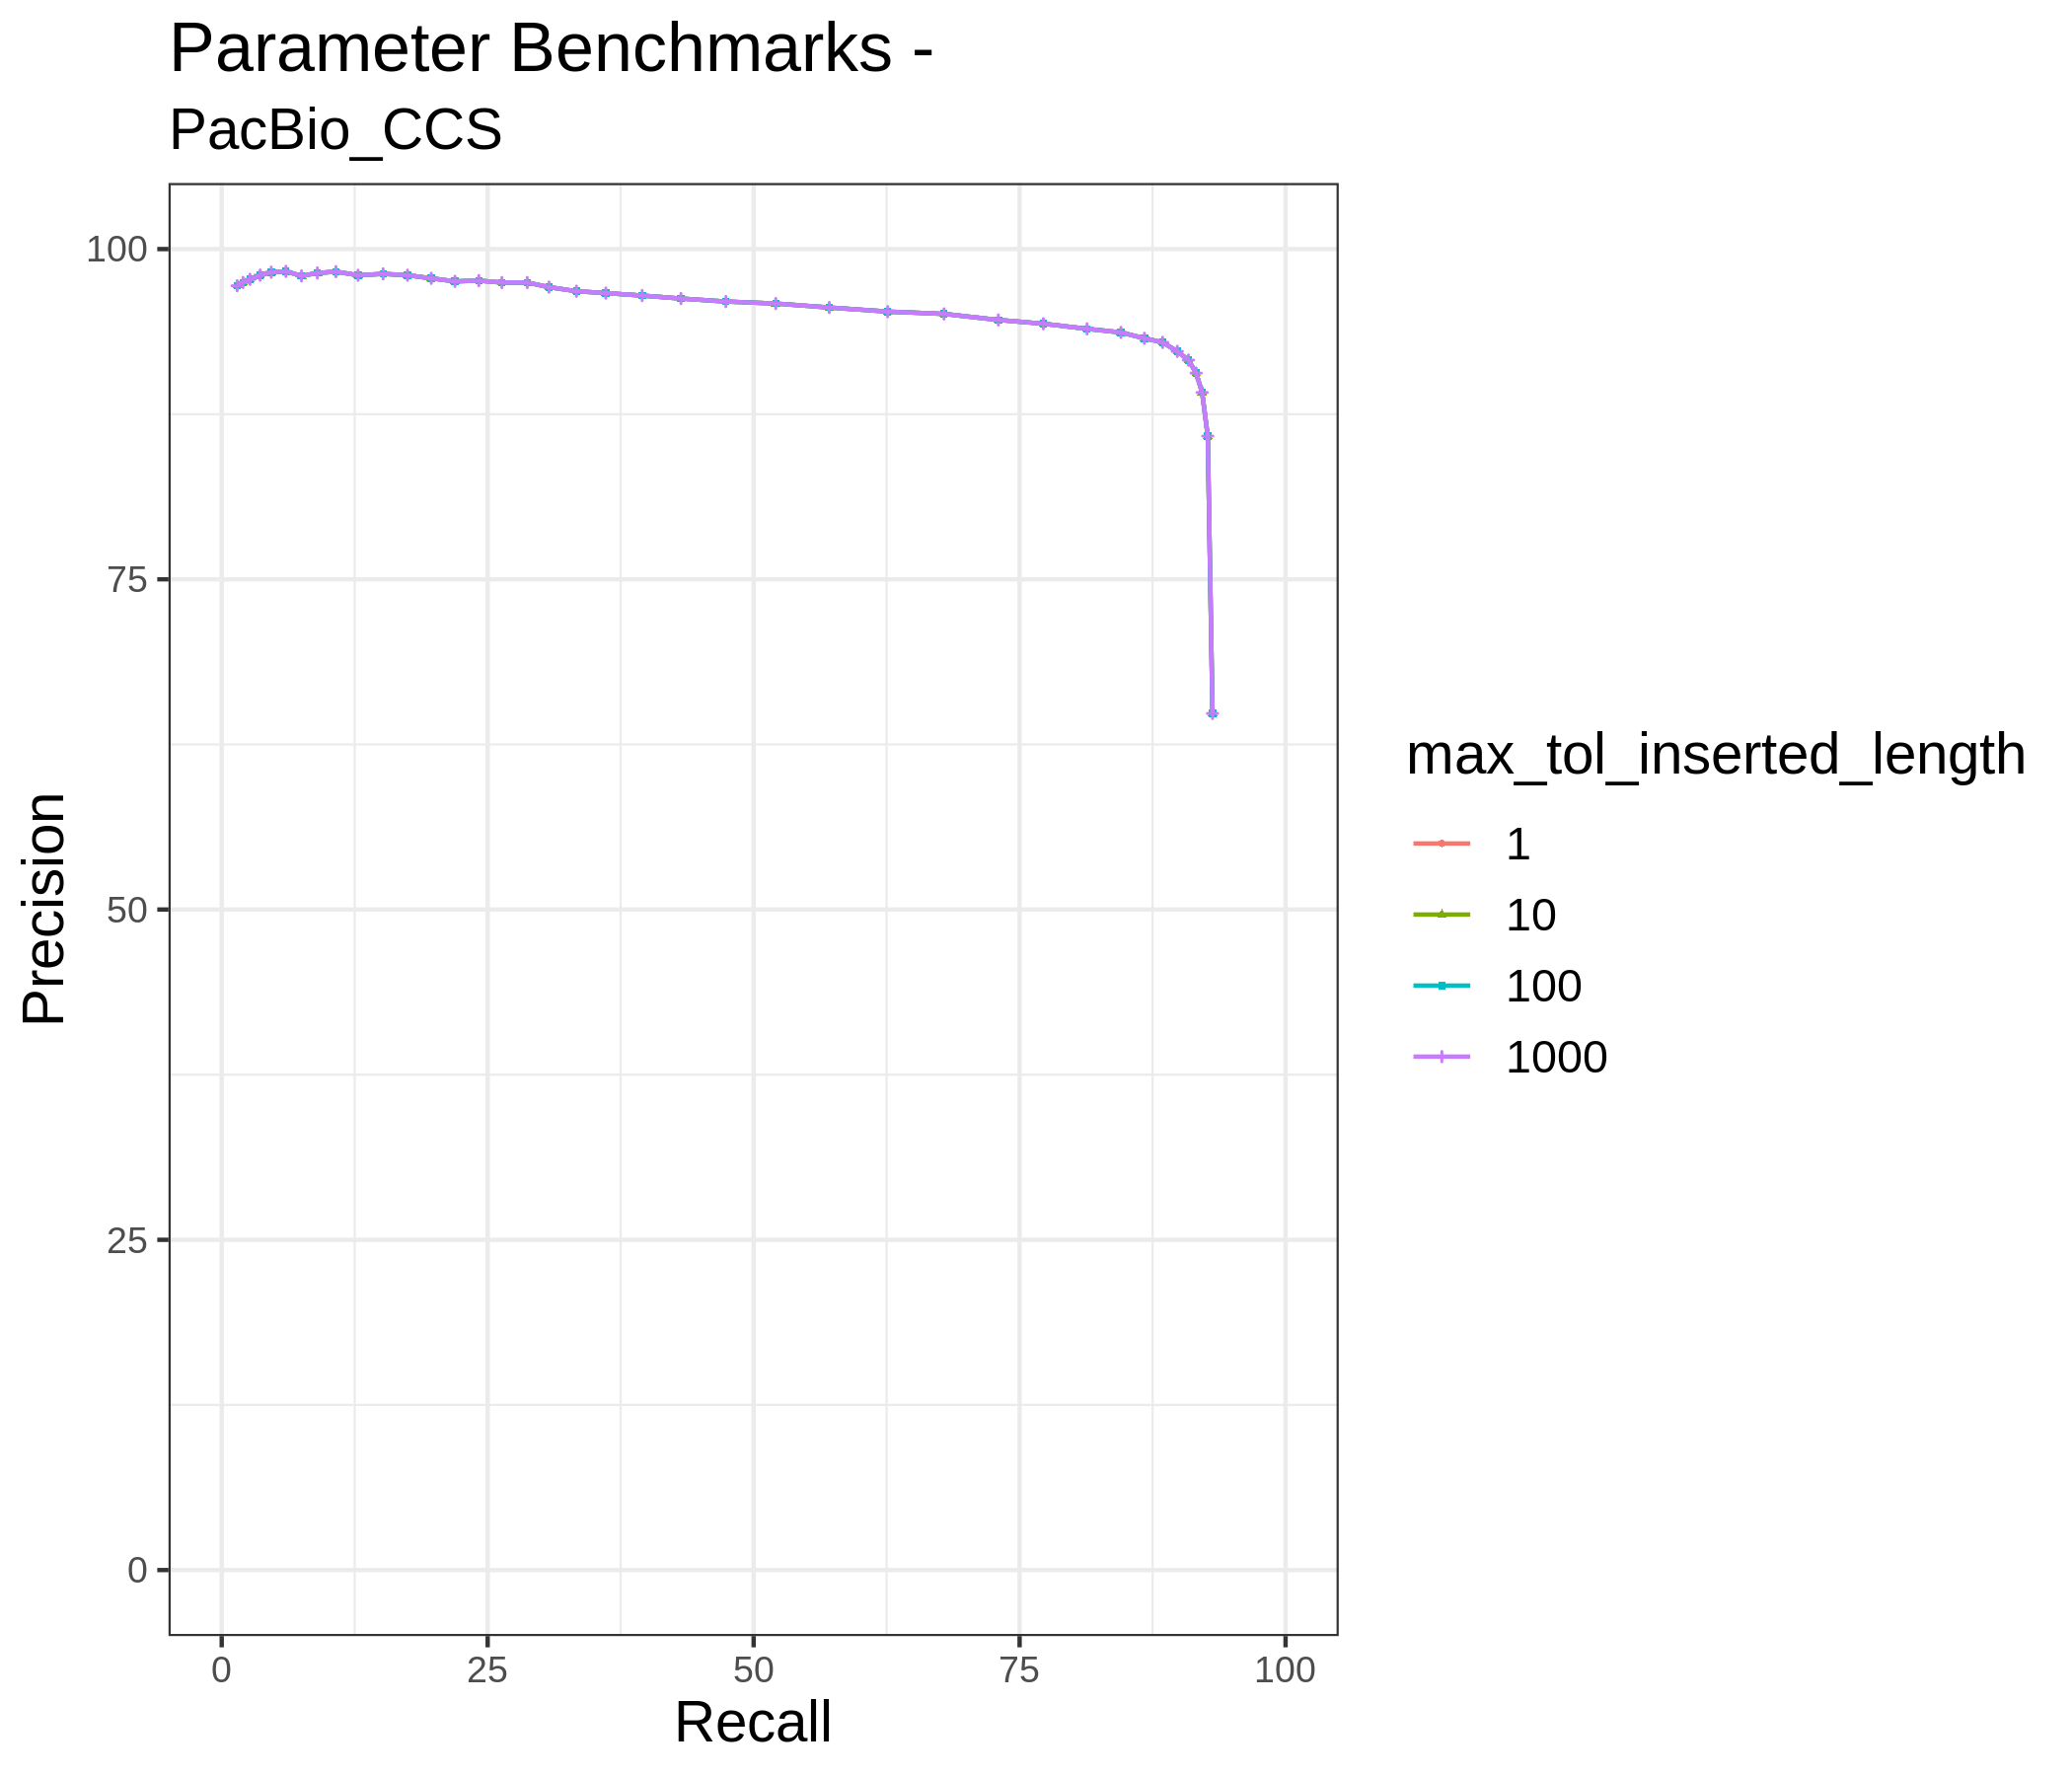 Parameter Benchmarks -
PacBio_CCS
100
75
50
25
0
Precision
0 25 50 75 100
Recall
max_tol_inserted_length
1
10
100
1000